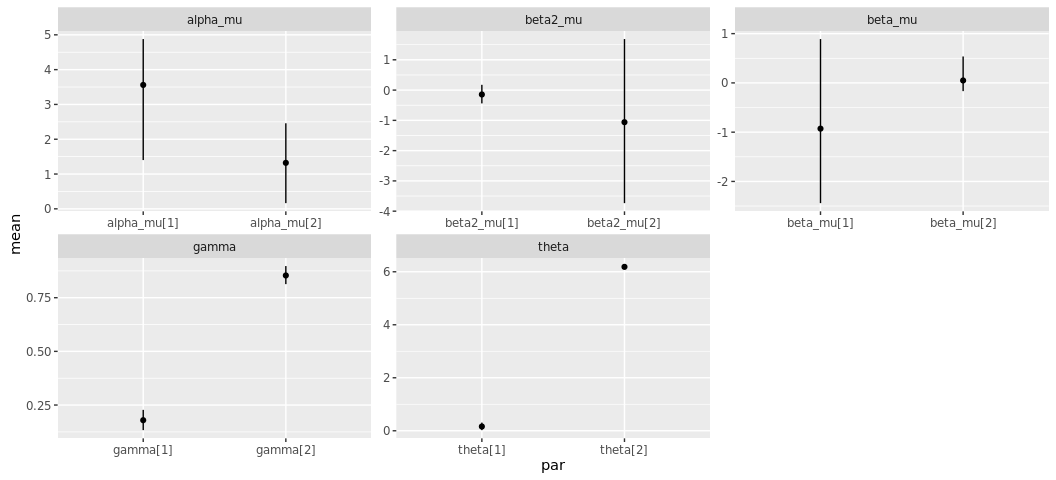 alpha_mu
beta2_mu
beta_mu
5
4
3
2
1
0
1
0
-1
-2
-3
-4
1
0
-1
-2
alpha_mu[1] alpha_mu[2]
beta2_mu[1] beta2_mu[2]
beta_mu[1] beta_mu[2]
mean
gamma
theta
0.75
0.50
0.25
6
4
2
0
gamma[1] gamma[2]
theta[1] theta[2]
par